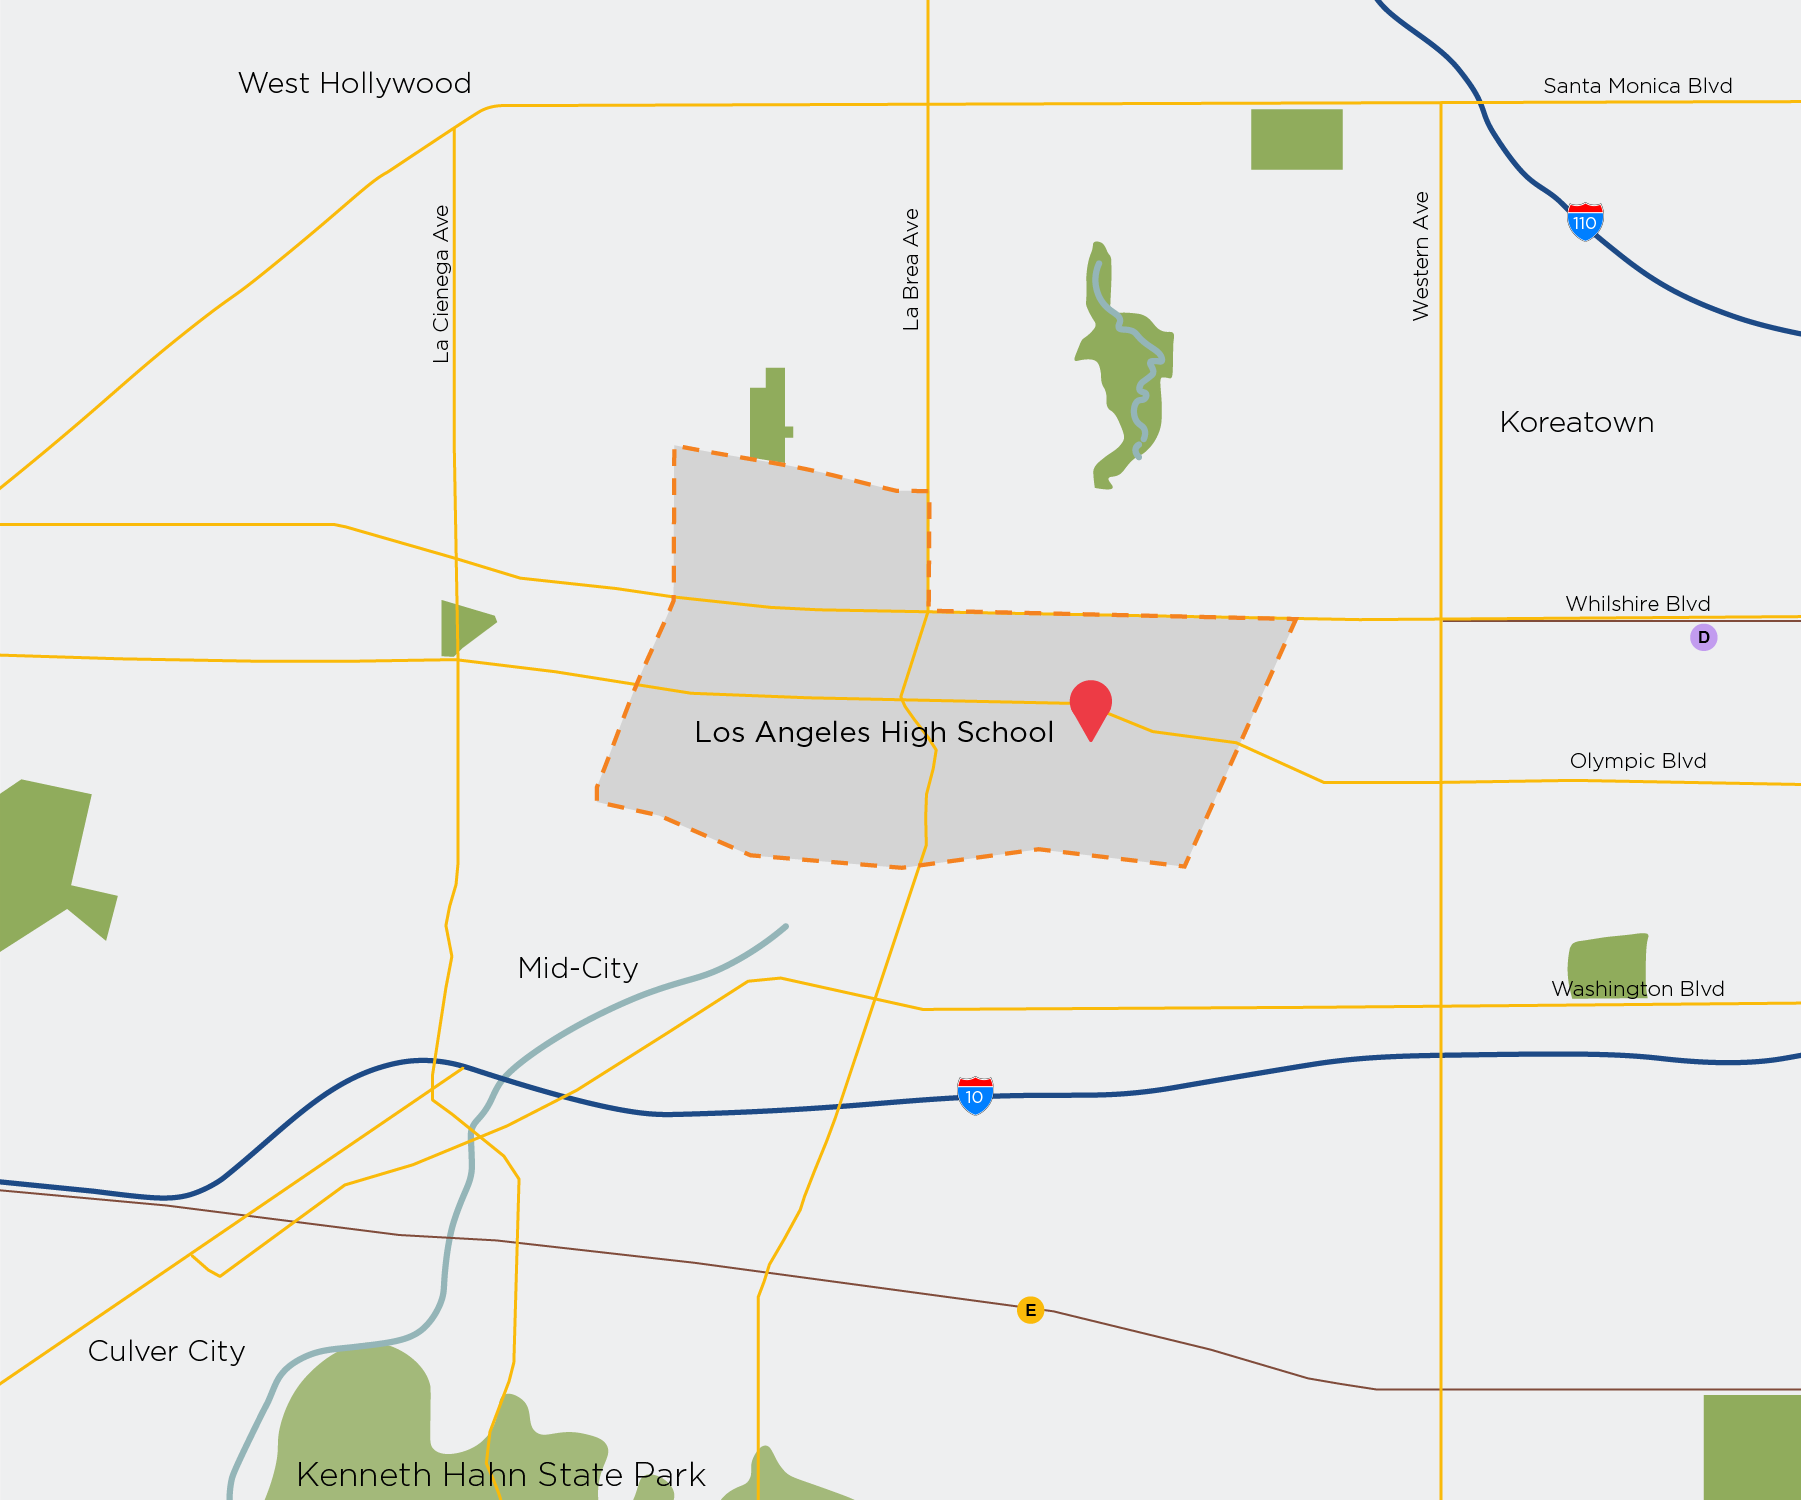 West Hollywood
Santa Monica Blvd
La Cienega Ave
La Brea Ave
Western Ave
110
Koreatown
Whilshire Blvd
D
Los Angeles High School
Olympic Blvd
Mid-City
Washington Blvd
10
E
Culver City
Kenneth Hahn State Park